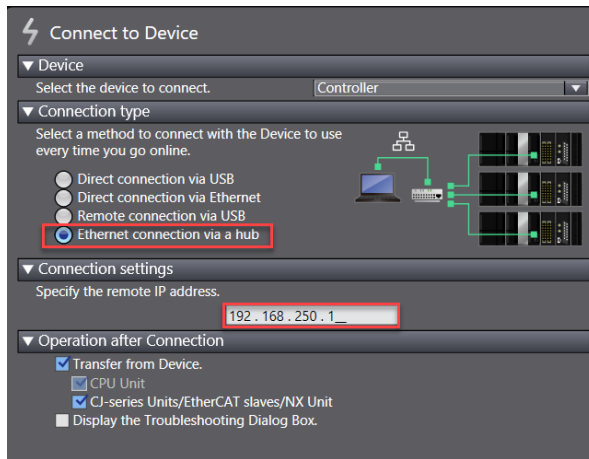 Connect to Device
▼ Device
Select the device to connect.
Controller
▼ Connection type
Select a method to connect with the Device to use
every time you go online.
Direct connection via USB
Direct connection via Ethernet
Remote connection via USB
Ethernet connection via a hub
▼ Connection settings
Specify the remote IP address.
192 . 168 . 250 . 1__
▼ Operation after Connection
Transfer from Device.
CPU Unit
CJ-series Units/EtherCAT slaves/NX Unit
Display the Troubleshooting Dialog Box.